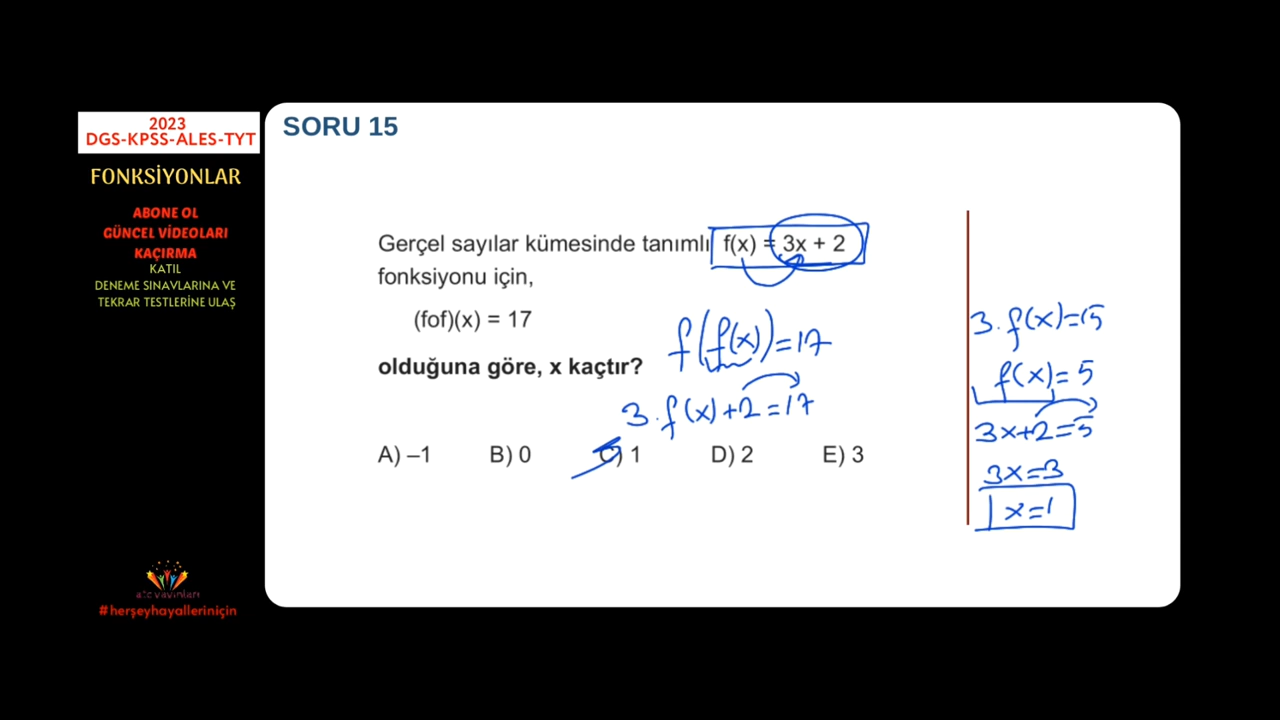 2023
DGS-KPSS-ALES-TYT
FONKSİYONLAR
ABONE OL
GÜNCEL VİDEOLARI
KAÇIRMA
KATIL
DENEME SINAVLARINA VE
TEKRAR TESTLERİNE ULAŞ
a:c yayınları
#herşeyhayalleriniçin
SORU 15
Gerçel sayılar kümesinde tanımlı f(x) = 3x + 2
fonksiyonu için,
(fof)(x) = 17
olduğuna göre, x kaçtır?
A) –1 B) 0 C) 1 D) 2 E) 3
f(f(x))=17
3.f(x)+2=17
3.f(x)=15
f(x)=5
3x+2=5
3x=3
x=1